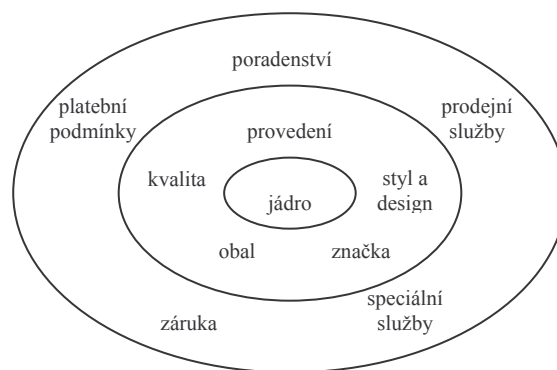 poradenství
platební
podmínky
prodejní
služby
provedení
kvalita
styl a
design
jádro
obal
značka
speciální
služby
záruka